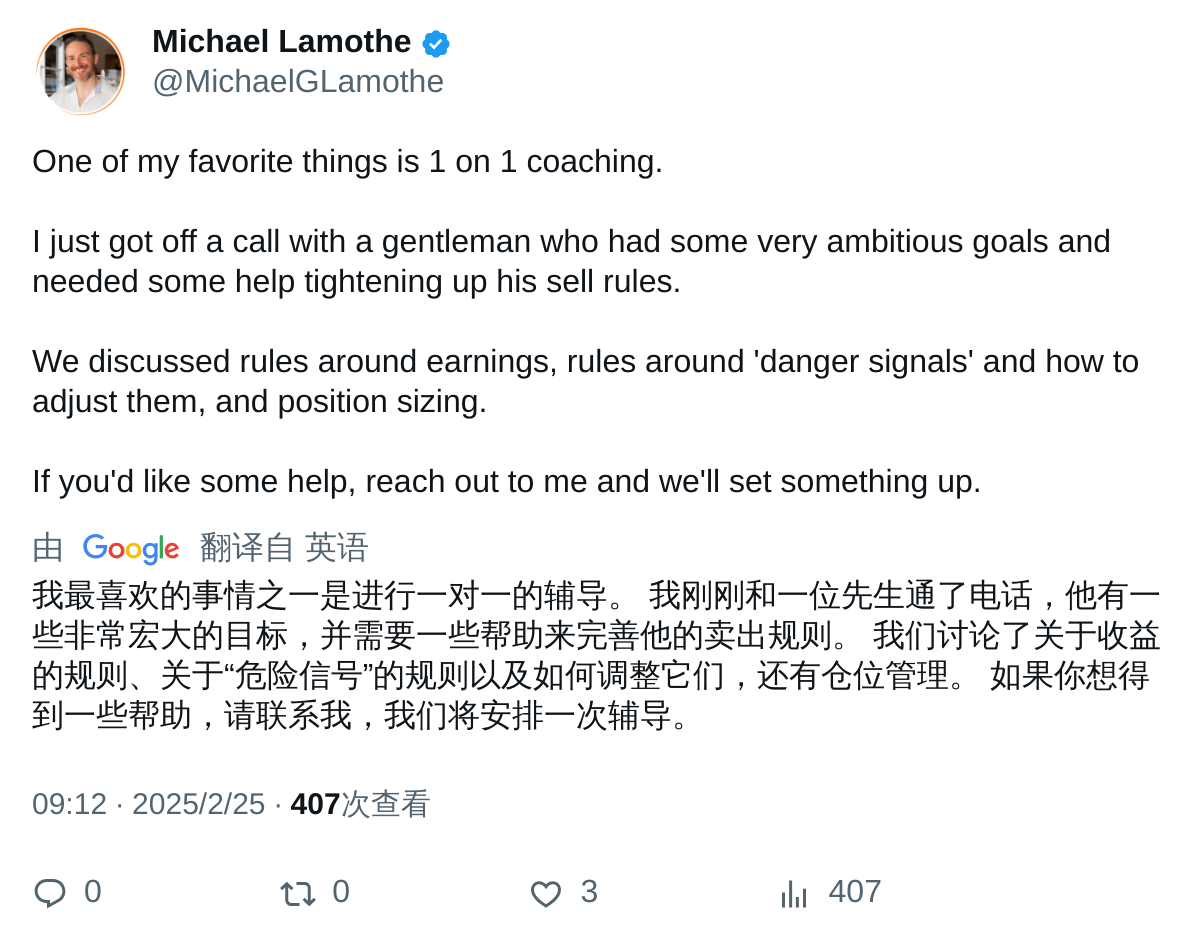 Michael Lamothe
@MichaelGLamothe
One of my favorite things is 1 on 1 coaching.
I just got off a call with a gentleman who had some very ambitious goals and
needed some help tightening up his sell rules.
We discussed rules around earnings, rules around 'danger signals' and how to
adjust them, and position sizing.
If you'd like some help, reach out to me and we'll set something up.
由 Google 翻译自 英语
我最喜欢的事情之一是进行一对一的辅导。 我刚刚和一位先生通了电话，他有一
些非常宏大的目标，并需要一些帮助来完善他的卖出规则。 我们讨论了关于收益
的规则、关于“危险信号”的规则以及如何调整它们，还有仓位管理。 如果你想得
到一些帮助，请联系我，我们将安排一次辅导。
09:12 · 2025/2/25 · 407次查看
0 0 3 407